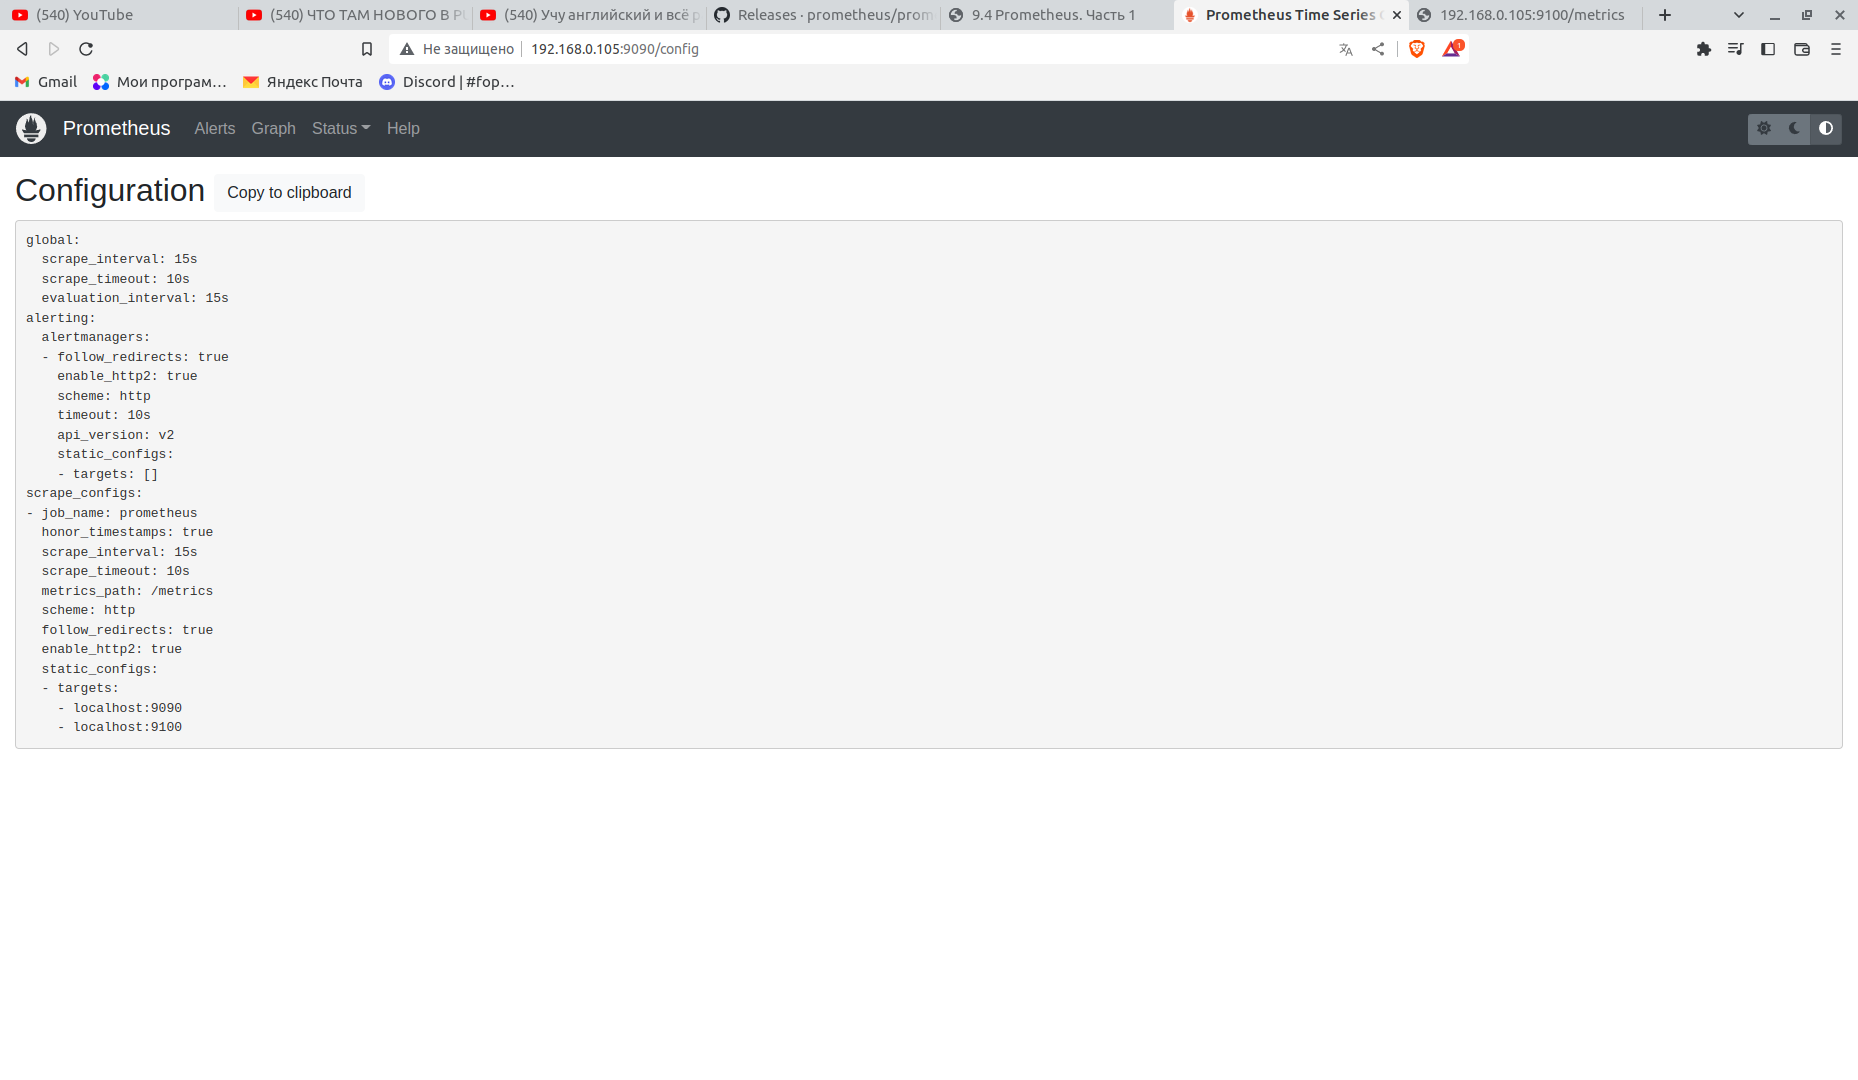 (540) YouTube
(540) ЧТО ТАМ НОВОГО В
(540) Учу английский и всё
Releases · prometheus/prom
9.4 Prometheus. Часть 1
Prometheus Time Series
192.168.0.105:9100/metrics
Не защищено
192.168.0.105:9090/config
1
Gmail
Мои програм…
Яндекс Почта
Discord | #фор…
Prometheus
Alerts
Graph
Status
Help
Configuration
Copy to clipboard
global:
  scrape_interval: 15s
  scrape_timeout: 10s
  evaluation_interval: 15s
alerting:
  alertmanagers:
  - follow_redirects: true
    enable_http2: true
    scheme: http
    timeout: 10s
    api_version: v2
    static_configs:
    - targets: []
scrape_configs:
- job_name: prometheus
  honor_timestamps: true
  scrape_interval: 15s
  scrape_timeout: 10s
  metrics_path: /metrics
  scheme: http
  follow_redirects: true
  enable_http2: true
  static_configs:
  - targets:
    - localhost:9090
    - localhost:9100